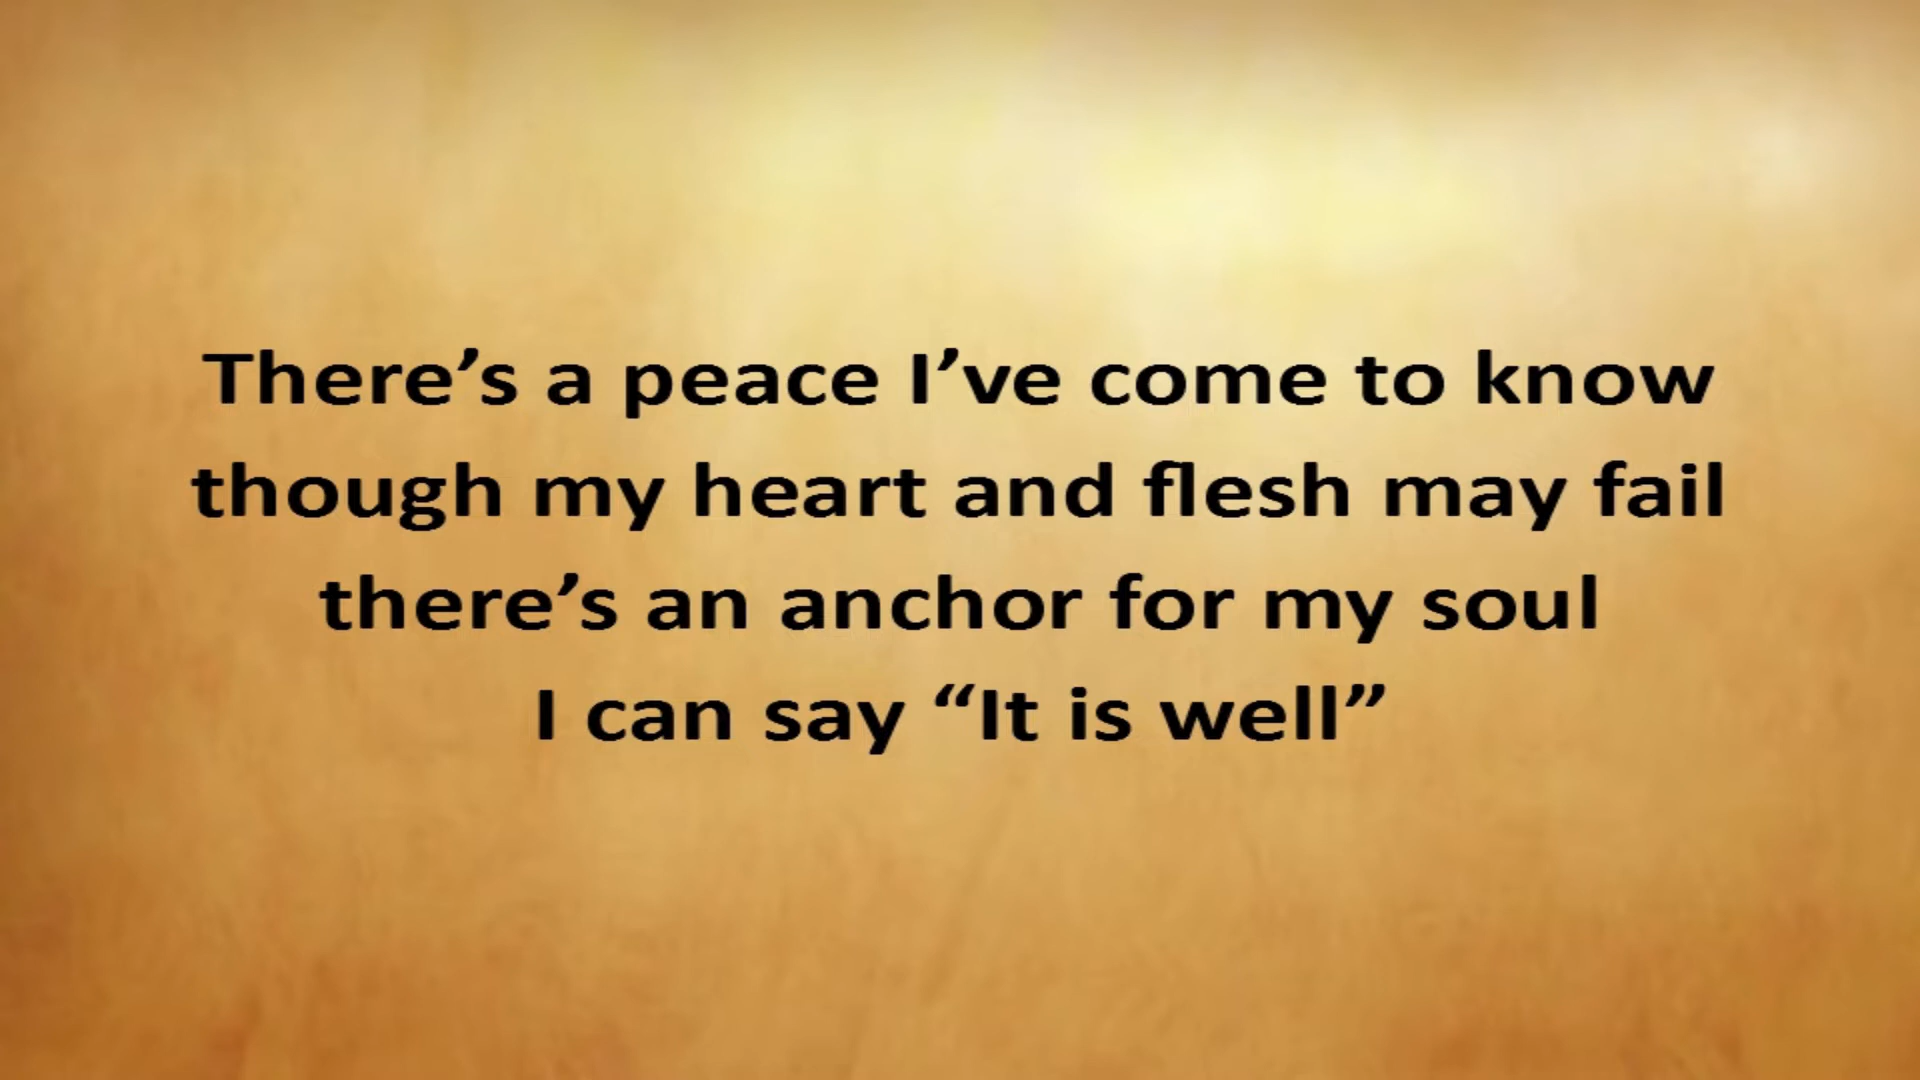 There’s a peace I’ve come to know
though my heart and flesh may fail
there’s an anchor for my soul
I can say “It is well”